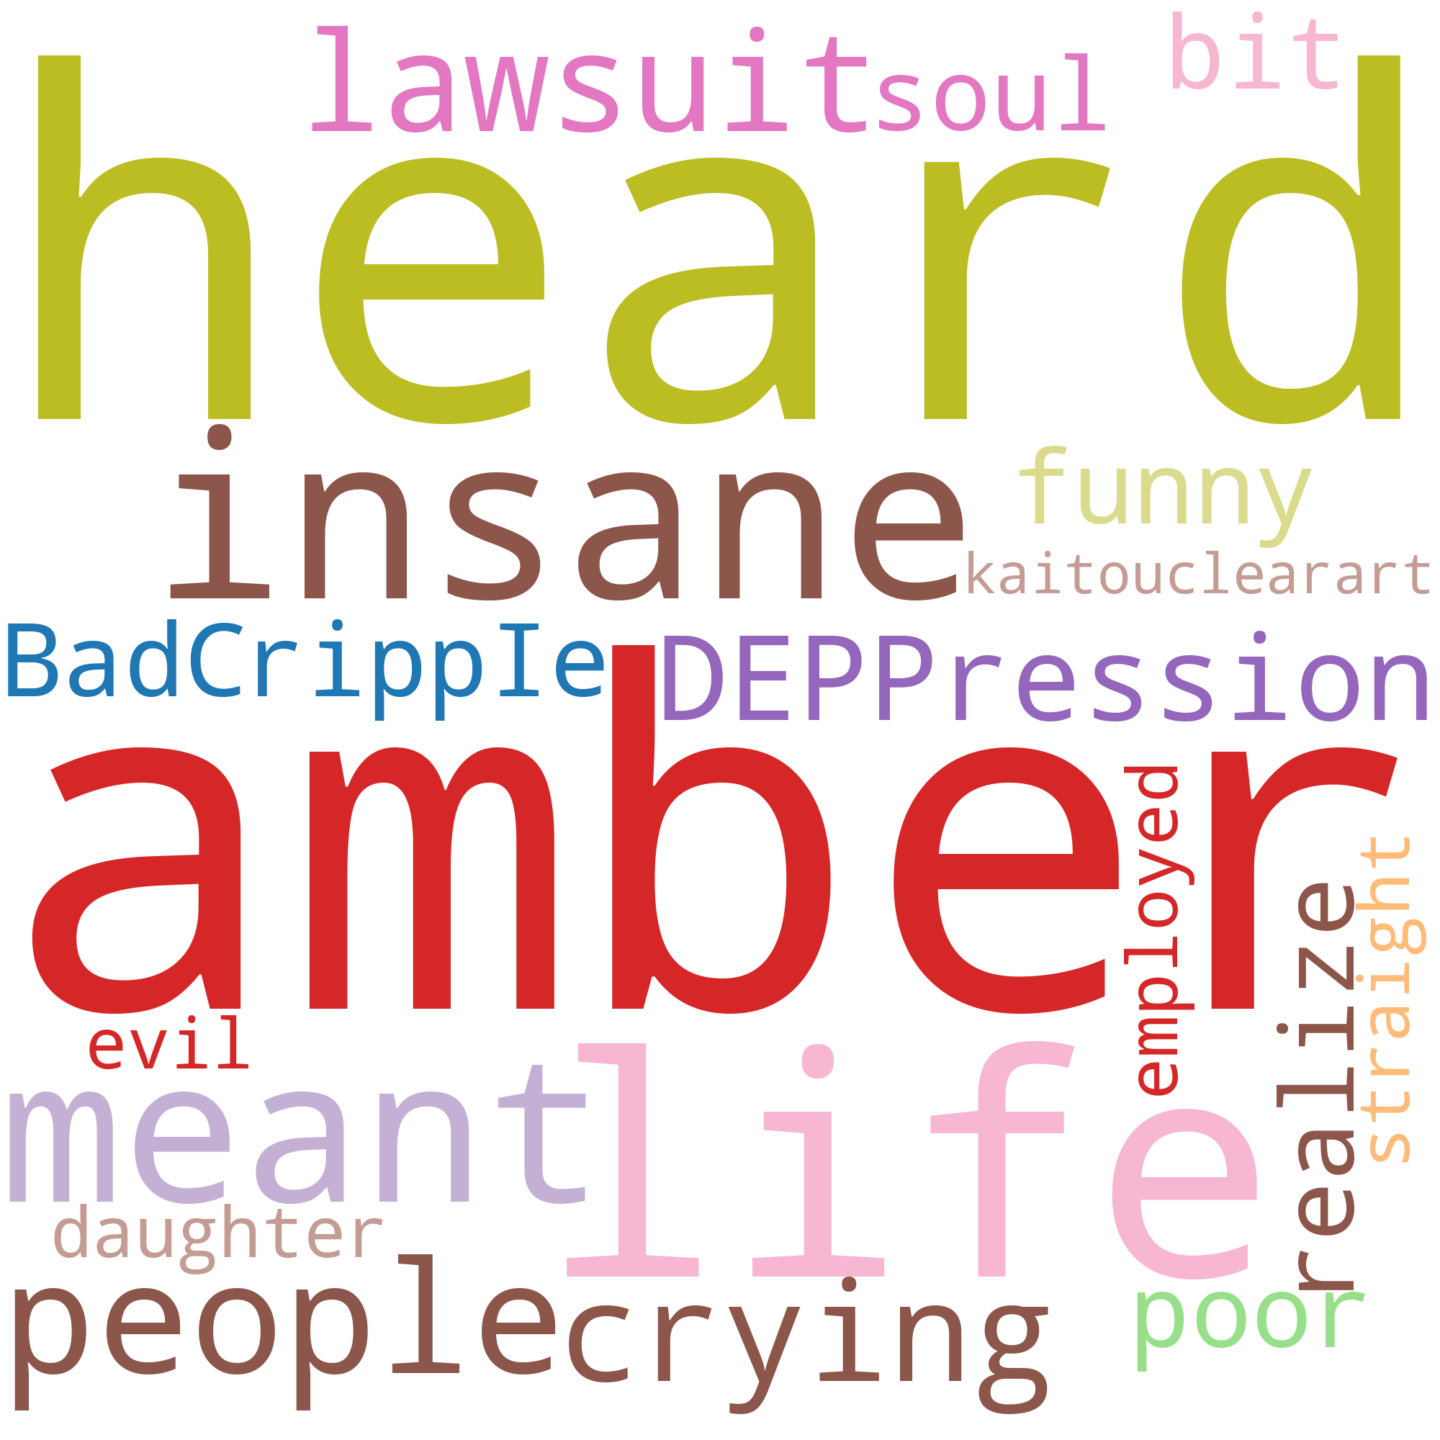 lawsuit soul bit
heard
insane funny
kaitouclearart
BadCrippIe DEPPression
amber
employed
realize
straight
evil
meant life
daughter
people crying poor